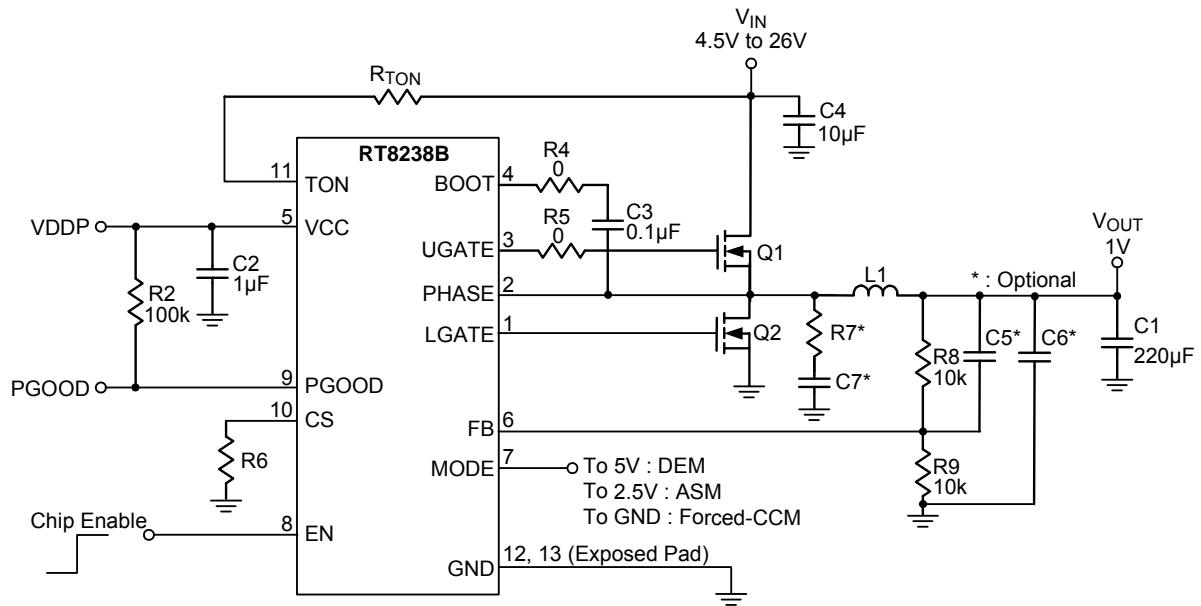 V_IN
4.5V to 26V
R_TON
C4
10µF
RT8238B
11
TON
BOOT
4
R4
0
C3
0.1µF
VDDP
5
VCC
UGATE
3
R5
0
Q1
V_OUT
1V
C2
1µF
R2
100k
PHASE
2
L1
* : Optional
LGATE
1
Q2
R7*
C7*
R8
10k
C5*
C6*
C1
220µF
PGOOD
9
PGOOD
10
CS
R6
FB
6
R9
10k
MODE
7
To 5V : DEM
To 2.5V : ASM
To GND : Forced-CCM
Chip Enable
8
EN
GND
12, 13 (Exposed Pad)